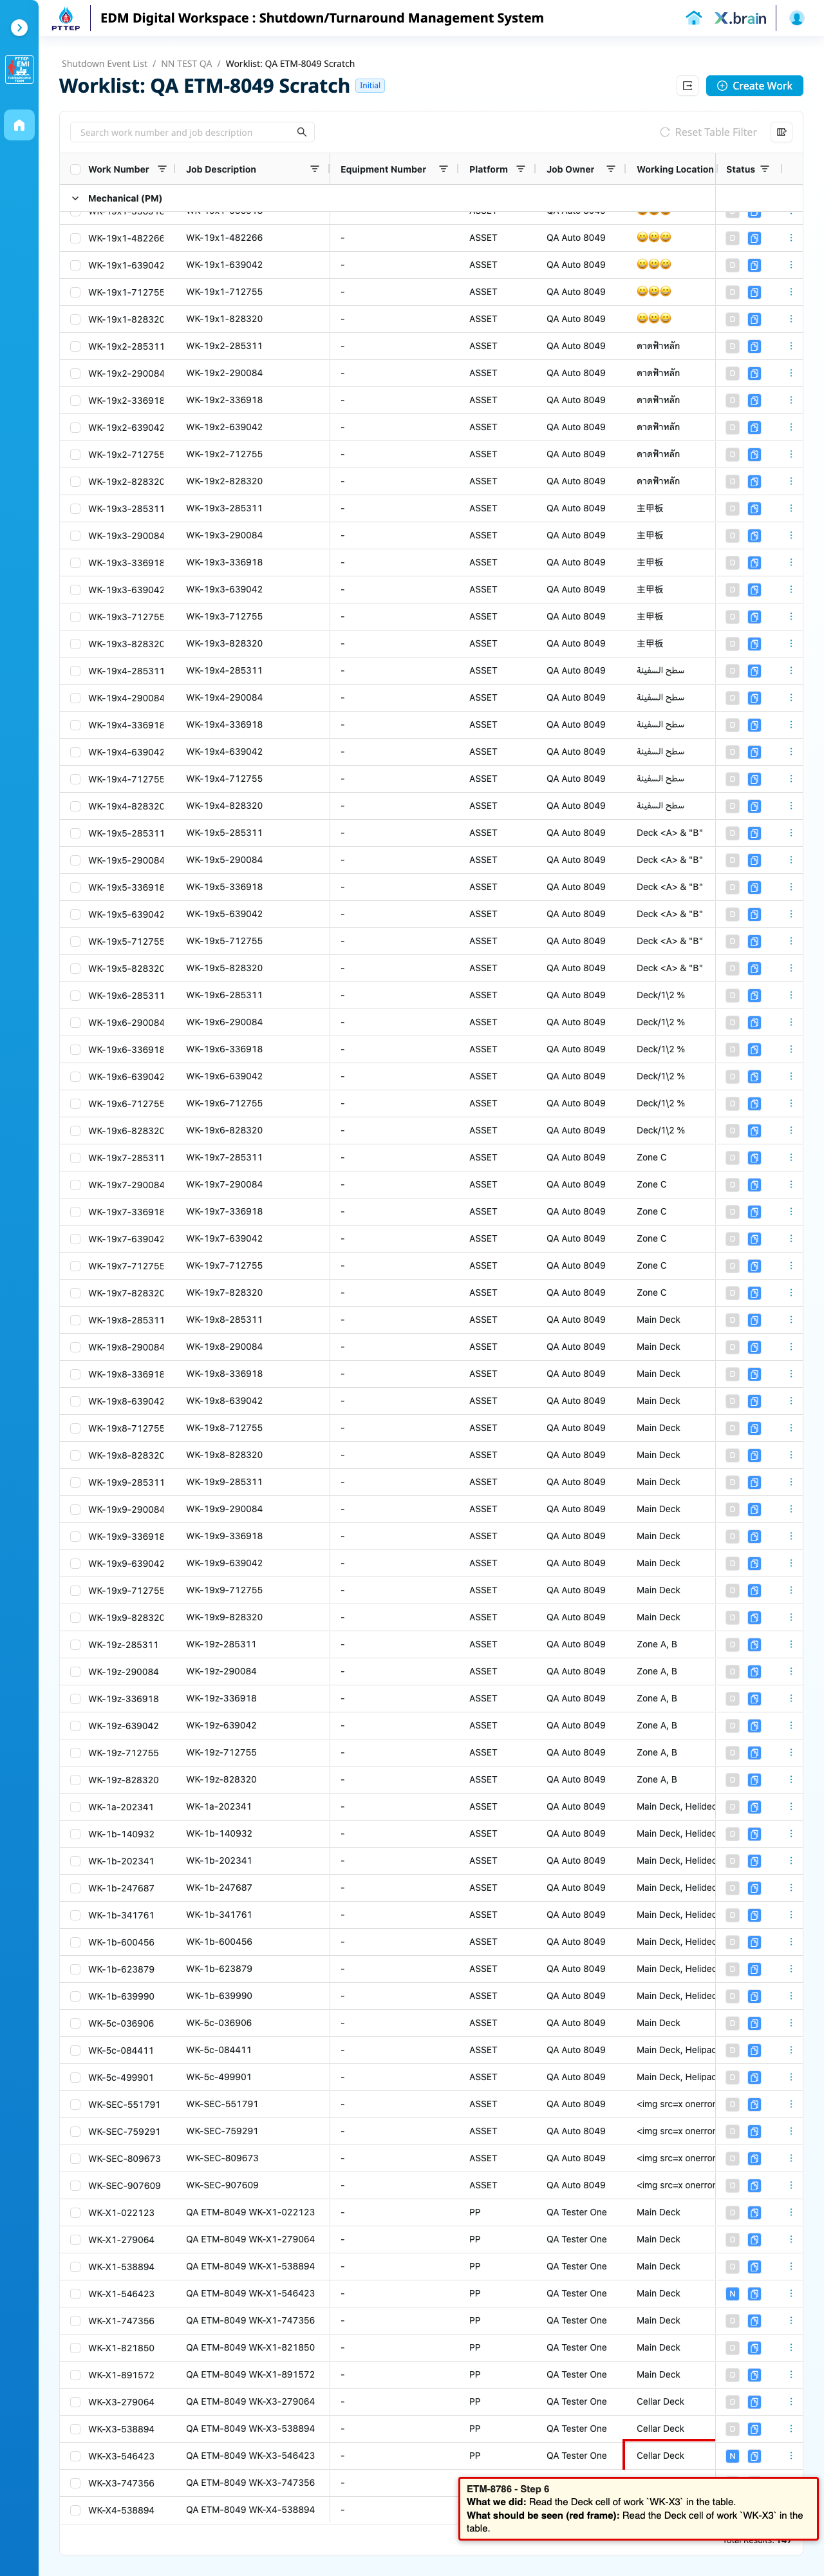 PTTEP
EDM Digital Workspace : Shutdown/Turnaround Management System
X.brain
PTTEP
EMI
Shutdown Event List / NN TEST QA / Worklist: QA ETM-8049 Scratch
Worklist: QA ETM-8049 Scratch Initial
Create Work
Search work number and job description
Reset Table Filter
Work Number Job Description Equipment Number Platform Job Owner Working Location Status
Mechanical (PM)
WK-19x1-482266 WK-19x1-482266 - ASSET QA Auto 8049 😀😀😀 D
WK-19x1-639042 WK-19x1-639042 - ASSET QA Auto 8049 😀😀😀 D
WK-19x1-712755 WK-19x1-712755 - ASSET QA Auto 8049 😀😀😀 D
WK-19x1-828320 WK-19x1-828320 - ASSET QA Auto 8049 😀😀😀 D
WK-19x2-285311 WK-19x2-285311 - ASSET QA Auto 8049 ดาดฟ้าหลัก D
WK-19x2-290084 WK-19x2-290084 - ASSET QA Auto 8049 ดาดฟ้าหลัก D
WK-19x2-336918 WK-19x2-336918 - ASSET QA Auto 8049 ดาดฟ้าหลัก D
WK-19x2-639042 WK-19x2-639042 - ASSET QA Auto 8049 ดาดฟ้าหลัก D
WK-19x2-712755 WK-19x2-712755 - ASSET QA Auto 8049 ดาดฟ้าหลัก D
WK-19x2-828320 WK-19x2-828320 - ASSET QA Auto 8049 ดาดฟ้าหลัก D
WK-19x3-285311 WK-19x3-285311 - ASSET QA Auto 8049 主甲板 D
WK-19x3-290084 WK-19x3-290084 - ASSET QA Auto 8049 主甲板 D
WK-19x3-336918 WK-19x3-336918 - ASSET QA Auto 8049 主甲板 D
WK-19x3-639042 WK-19x3-639042 - ASSET QA Auto 8049 主甲板 D
WK-19x3-712755 WK-19x3-712755 - ASSET QA Auto 8049 主甲板 D
WK-19x3-828320 WK-19x3-828320 - ASSET QA Auto 8049 主甲板 D
WK-19x4-285311 WK-19x4-285311 - ASSET QA Auto 8049 سطح السفينة D
WK-19x4-290084 WK-19x4-290084 - ASSET QA Auto 8049 سطح السفينة D
WK-19x4-336918 WK-19x4-336918 - ASSET QA Auto 8049 سطح السفينة D
WK-19x4-639042 WK-19x4-639042 - ASSET QA Auto 8049 سطح السفينة D
WK-19x4-712755 WK-19x4-712755 - ASSET QA Auto 8049 سطح السفينة D
WK-19x4-828320 WK-19x4-828320 - ASSET QA Auto 8049 سطح السفينة D
WK-19x5-285311 WK-19x5-285311 - ASSET QA Auto 8049 Deck <A> & "B" D
WK-19x5-290084 WK-19x5-290084 - ASSET QA Auto 8049 Deck <A> & "B" D
WK-19x5-336918 WK-19x5-336918 - ASSET QA Auto 8049 Deck <A> & "B" D
WK-19x5-639042 WK-19x5-639042 - ASSET QA Auto 8049 Deck <A> & "B" D
WK-19x5-712755 WK-19x5-712755 - ASSET QA Auto 8049 Deck <A> & "B" D
WK-19x5-828320 WK-19x5-828320 - ASSET QA Auto 8049 Deck <A> & "B" D
WK-19x6-285311 WK-19x6-285311 - ASSET QA Auto 8049 Deck/1\2 % D
WK-19x6-290084 WK-19x6-290084 - ASSET QA Auto 8049 Deck/1\2 % D
WK-19x6-336918 WK-19x6-336918 - ASSET QA Auto 8049 Deck/1\2 % D
WK-19x6-639042 WK-19x6-639042 - ASSET QA Auto 8049 Deck/1\2 % D
WK-19x6-712755 WK-19x6-712755 - ASSET QA Auto 8049 Deck/1\2 % D
WK-19x6-828320 WK-19x6-828320 - ASSET QA Auto 8049 Deck/1\2 % D
WK-19x7-285311 WK-19x7-285311 - ASSET QA Auto 8049 Zone C D
WK-19x7-290084 WK-19x7-290084 - ASSET QA Auto 8049 Zone C D
WK-19x7-336918 WK-19x7-336918 - ASSET QA Auto 8049 Zone C D
WK-19x7-639042 WK-19x7-639042 - ASSET QA Auto 8049 Zone C D
WK-19x7-712755 WK-19x7-712755 - ASSET QA Auto 8049 Zone C D
WK-19x7-828320 WK-19x7-828320 - ASSET QA Auto 8049 Zone C D
WK-19x8-285311 WK-19x8-285311 - ASSET QA Auto 8049 Main Deck D
WK-19x8-290084 WK-19x8-290084 - ASSET QA Auto 8049 Main Deck D
WK-19x8-336918 WK-19x8-336918 - ASSET QA Auto 8049 Main Deck D
WK-19x8-639042 WK-19x8-639042 - ASSET QA Auto 8049 Main Deck D
WK-19x8-712755 WK-19x8-712755 - ASSET QA Auto 8049 Main Deck D
WK-19x8-828320 WK-19x8-828320 - ASSET QA Auto 8049 Main Deck D
WK-19x9-285311 WK-19x9-285311 - ASSET QA Auto 8049 Main Deck D
WK-19x9-290084 WK-19x9-290084 - ASSET QA Auto 8049 Main Deck D
WK-19x9-336918 WK-19x9-336918 - ASSET QA Auto 8049 Main Deck D
WK-19x9-639042 WK-19x9-639042 - ASSET QA Auto 8049 Main Deck D
WK-19x9-712755 WK-19x9-712755 - ASSET QA Auto 8049 Main Deck D
WK-19x9-828320 WK-19x9-828320 - ASSET QA Auto 8049 Main Deck D
WK-19z-285311 WK-19z-285311 - ASSET QA Auto 8049 Zone A, B D
WK-19z-290084 WK-19z-290084 - ASSET QA Auto 8049 Zone A, B D
WK-19z-336918 WK-19z-336918 - ASSET QA Auto 8049 Zone A, B D
WK-19z-639042 WK-19z-639042 - ASSET QA Auto 8049 Zone A, B D
WK-19z-712755 WK-19z-712755 - ASSET QA Auto 8049 Zone A, B D
WK-19z-828320 WK-19z-828320 - ASSET QA Auto 8049 Zone A, B D
WK-1a-202341 WK-1a-202341 - ASSET QA Auto 8049 Main Deck, Helidec D
WK-1b-140932 WK-1b-140932 - ASSET QA Auto 8049 Main Deck, Helidec D
WK-1b-202341 WK-1b-202341 - ASSET QA Auto 8049 Main Deck, Helidec D
WK-1b-247687 WK-1b-247687 - ASSET QA Auto 8049 Main Deck, Helidec D
WK-1b-341761 WK-1b-341761 - ASSET QA Auto 8049 Main Deck, Helidec D
WK-1b-600456 WK-1b-600456 - ASSET QA Auto 8049 Main Deck, Helidec D
WK-1b-623879 WK-1b-623879 - ASSET QA Auto 8049 Main Deck, Helidec D
WK-1b-639990 WK-1b-639990 - ASSET QA Auto 8049 Main Deck, Helidec D
WK-5c-036906 WK-5c-036906 - ASSET QA Auto 8049 Main Deck D
WK-5c-084411 WK-5c-084411 - ASSET QA Auto 8049 Main Deck, Helipac D
WK-5c-499901 WK-5c-499901 - ASSET QA Auto 8049 Main Deck, Helipac D
WK-SEC-551791 WK-SEC-551791 - ASSET QA Auto 8049 <img src=x onerror D
WK-SEC-759291 WK-SEC-759291 - ASSET QA Auto 8049 <img src=x onerror D
WK-SEC-809673 WK-SEC-809673 - ASSET QA Auto 8049 <img src=x onerror D
WK-SEC-907609 WK-SEC-907609 - ASSET QA Auto 8049 <img src=x onerror D
WK-X1-022123 QA ETM-8049 WK-X1-022123 - PP QA Tester One Main Deck D
WK-X1-279064 QA ETM-8049 WK-X1-279064 - PP QA Tester One Main Deck D
WK-X1-538894 QA ETM-8049 WK-X1-538894 - PP QA Tester One Main Deck D
WK-X1-546423 QA ETM-8049 WK-X1-546423 - PP QA Tester One Main Deck N
WK-X1-747356 QA ETM-8049 WK-X1-747356 - PP QA Tester One Main Deck D
WK-X1-821850 QA ETM-8049 WK-X1-821850 - PP QA Tester One Main Deck D
WK-X1-891572 QA ETM-8049 WK-X1-891572 - PP QA Tester One Main Deck D
WK-X3-279064 QA ETM-8049 WK-X3-279064 - PP QA Tester One Cellar Deck D
WK-X3-538894 QA ETM-8049 WK-X3-538894 - PP QA Tester One Cellar Deck D
WK-X3-546423 QA ETM-8049 WK-X3-546423 - PP QA Tester One Cellar Deck N
WK-X3-747356 QA ETM-8049 WK-X3-747356 -
WK-X4-538894 QA ETM-8049 WK-X4-538894 -
ETM-8786 - Step 6
What we did: Read the Deck cell of work `WK-X3` in the table.
What should be seen (red frame): Read the Deck cell of work `WK-X3` in the
table.
Total Results: 147